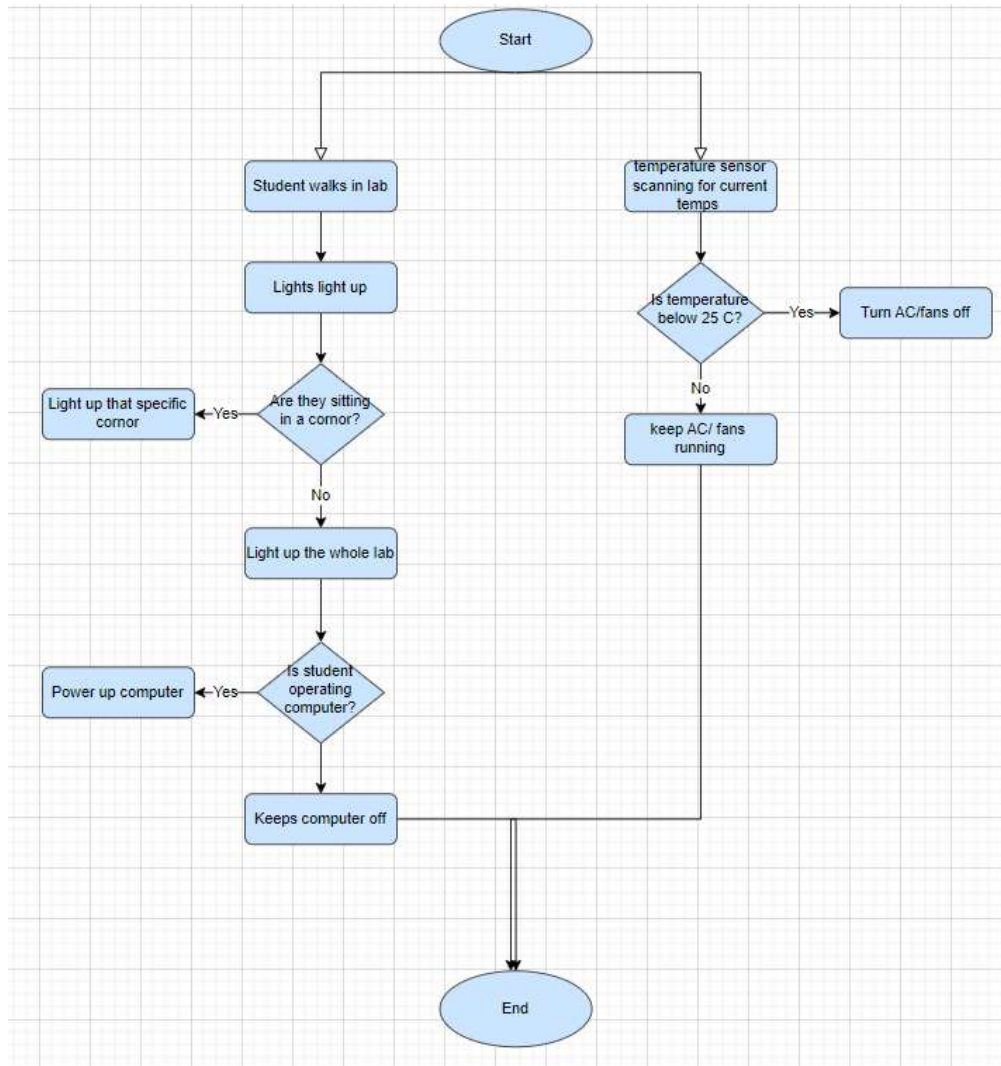 Start
Student walks in lab
temperature sensor
scanning for current
temps
Lights light up
Is temperature
below 25 C?
Yes
Turn AC/fans off
Light up that specific
cornor
Yes
Are they sitting
in a cornor?
No
keep AC/ fans
running
No
Light up the whole lab
Power up computer
Yes
Is student
operating
computer?
Keeps computer off
End